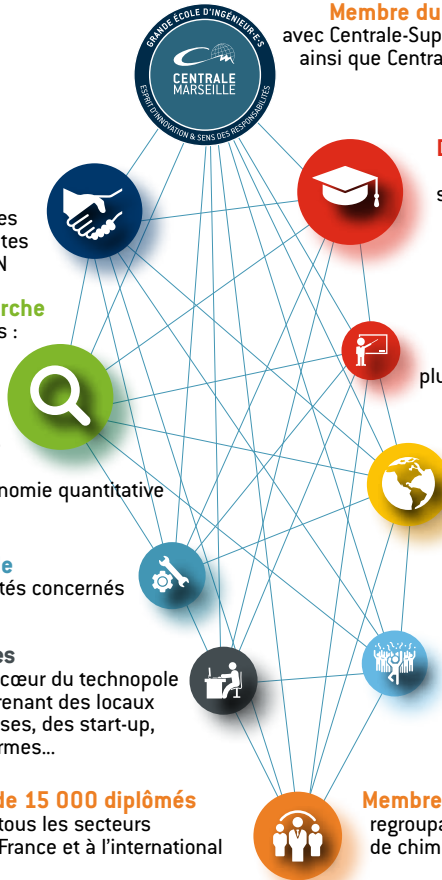 GRANDE ÉCOLE D'INGÉNIEUR·E·S
CENTRALE
MARSEILLE
ESPRIT D'INNOVATION & SENS DES RESPONSABILITÉS
Membre du
avec Centrale-Sup
ainsi que Centra
D
s
es
tes
N
rche
s :
plu
nomie quantitative
e
tés concernés
es
cœur du technopole
renant des locaux
ses, des start-up,
rmes...
de 15 000 diplômés
tous les secteurs
France et à l'international
Membre
regroupa
de chim